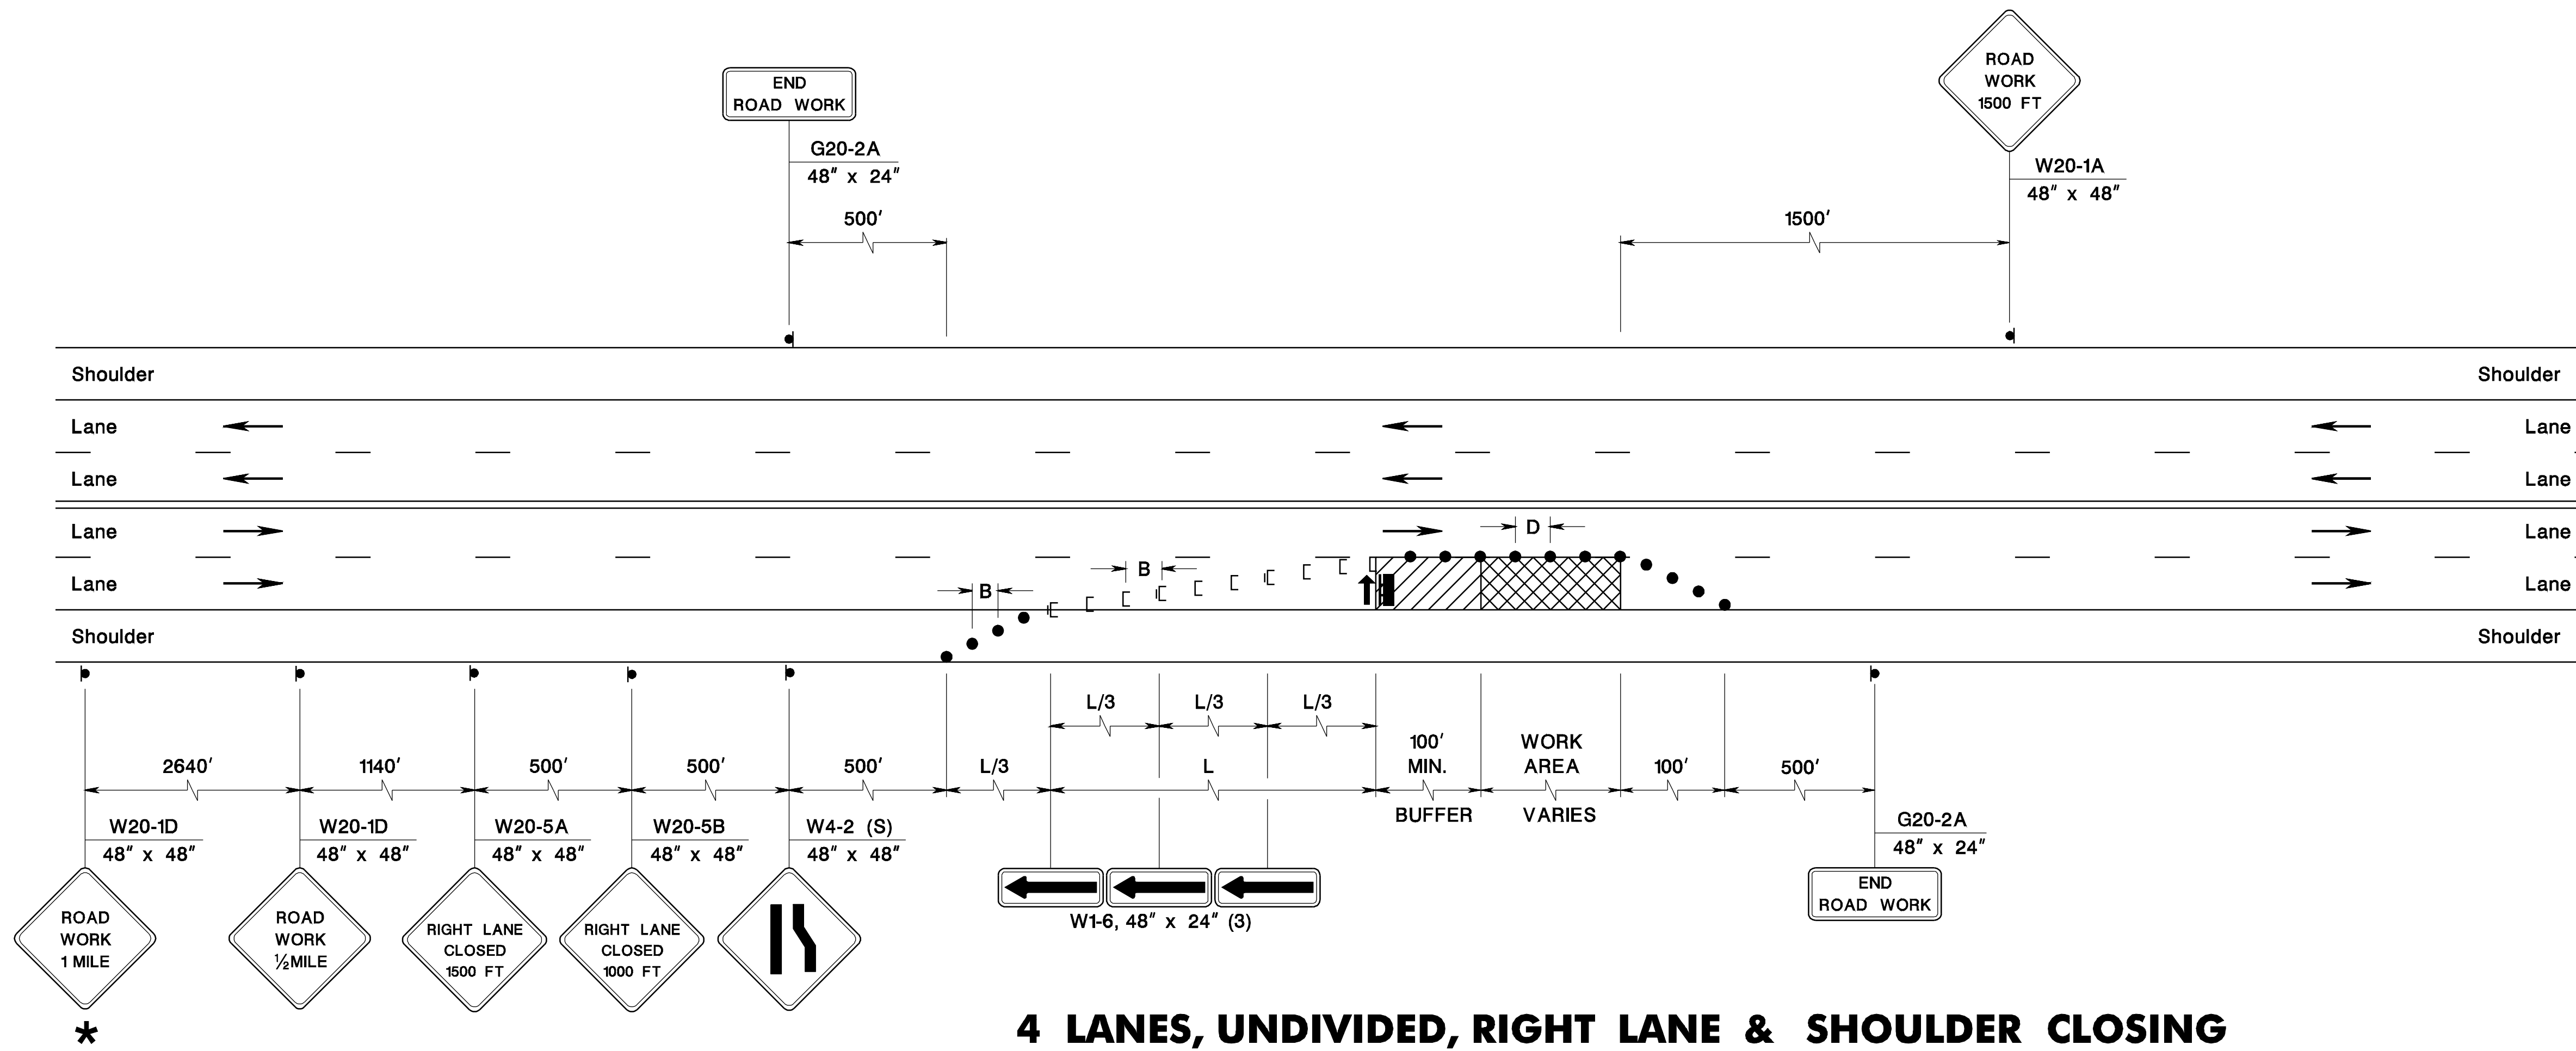 END
ROAD WORK
G20-2A
48" x 24"
500'
ROAD
WORK
1500 FT
W20-1A
48" x 48"
1500'
Shoulder
Shoulder
Lane
Lane
Lane
Lane
Lane
D
Lane
B
B
Lane
Lane
Shoulder
Shoulder
L/3
L/3
L/3
2640'
1140'
500'
500'
500'
L/3
L
100'
MIN.
BUFFER
WORK
AREA
VARIES
100'
500'
W20-1D
48" x 48"
W20-1D
48" x 48"
W20-5A
48" x 48"
W20-5B
48" x 48"
W4-2 (S)
48" x 48"
G20-2A
48" x 24"
ROAD
WORK
1 MILE
*
ROAD
WORK
½ MILE
RIGHT LANE
CLOSED
1500 FT
RIGHT LANE
CLOSED
1000 FT
W1-6, 48" x 24" (3)
END
ROAD WORK
4 LANES, UNDIVIDED, RIGHT LANE & SHOULDER CLOSING